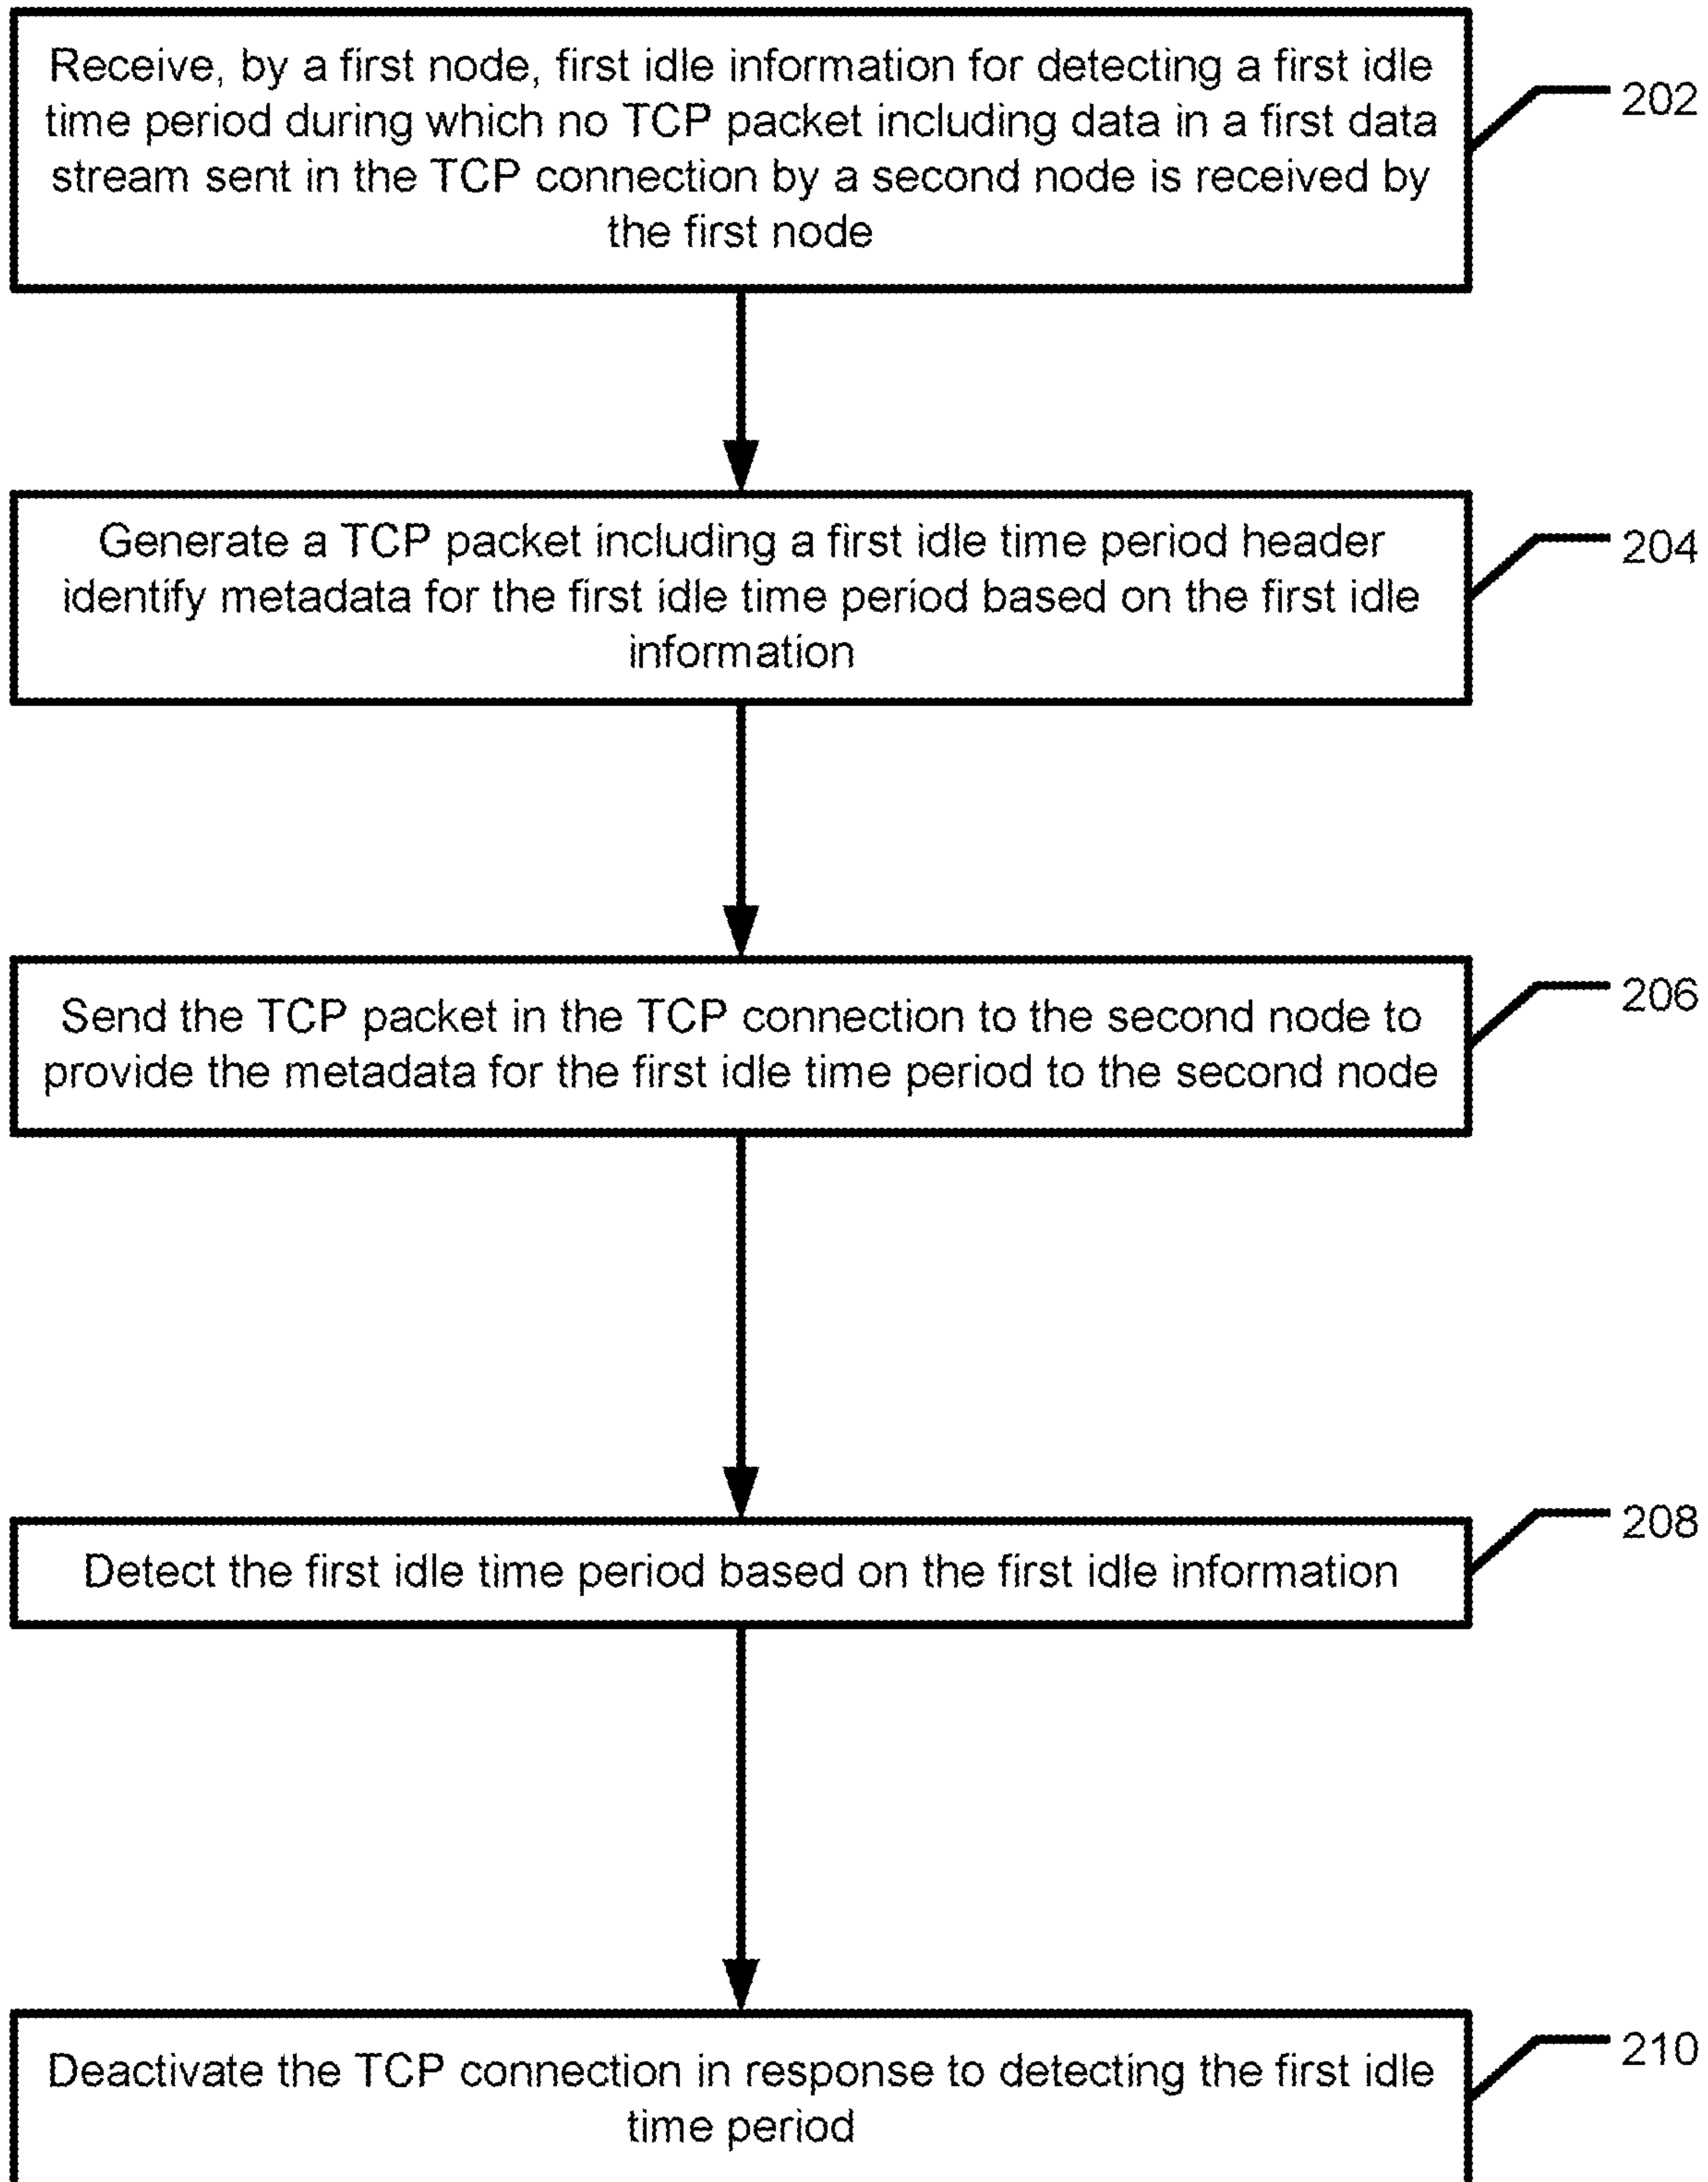 Receive, by a first node, first idle information for detecting a first idle
time period during which no TCP packet including data in a first data
stream sent in the TCP connection by a second node is received by
the first node
202
Generate a TCP packet including a first idle time period header
identify metadata for the first idle time period based on the first idle
information
204
Send the TCP packet in the TCP connection to the second node to
provide the metadata for the first idle time period to the second node
206
Detect the first idle time period based on the first idle information
208
Deactivate the TCP connection in response to detecting the first idle
time period
210